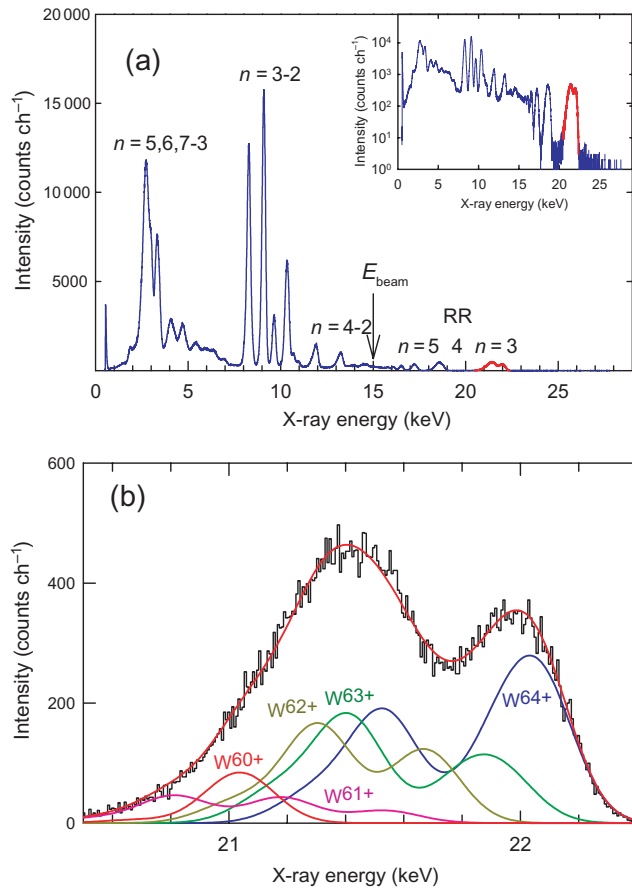 20 000
15 000
10 000
5000
Intensity (counts ch⁻¹)
(a)
n = 5,6,7-3
n = 3-2
n = 4-2
E_beam
RR
n = 5 4 n = 3
0 5 10 15 20 25
X-ray energy (keV)
10⁴
10³
10²
10¹
10⁰
Intensity (counts ch⁻¹)
0 5 10 15 20 25
X-ray energy (keV)
(b)
600
400
200
0
Intensity (counts ch⁻¹)
W62+
W63+
W64+
W60+
W61+
21 22
X-ray energy (keV)